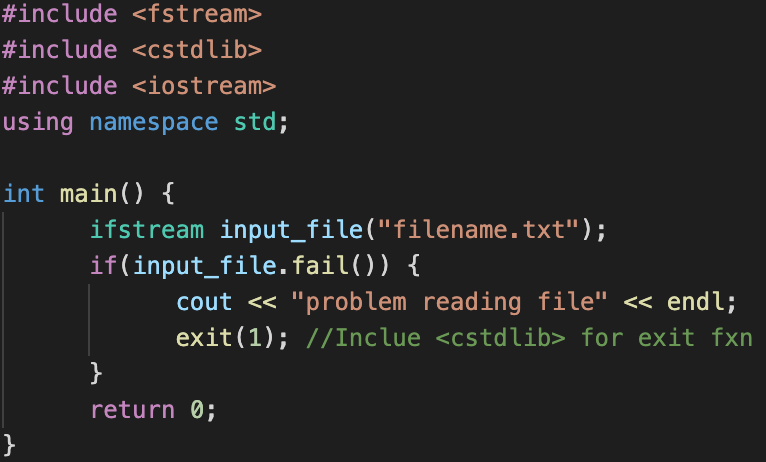 #include <fstream>
#include <cstdlib>
#include <iostream>
using namespace std;

int main() {
      ifstream input_file("filename.txt");
      if(input_file.fail()) {
            cout << "problem reading file" << endl;
            exit(1); //Inclue <cstdlib> for exit fxn
      }
      return 0;
}